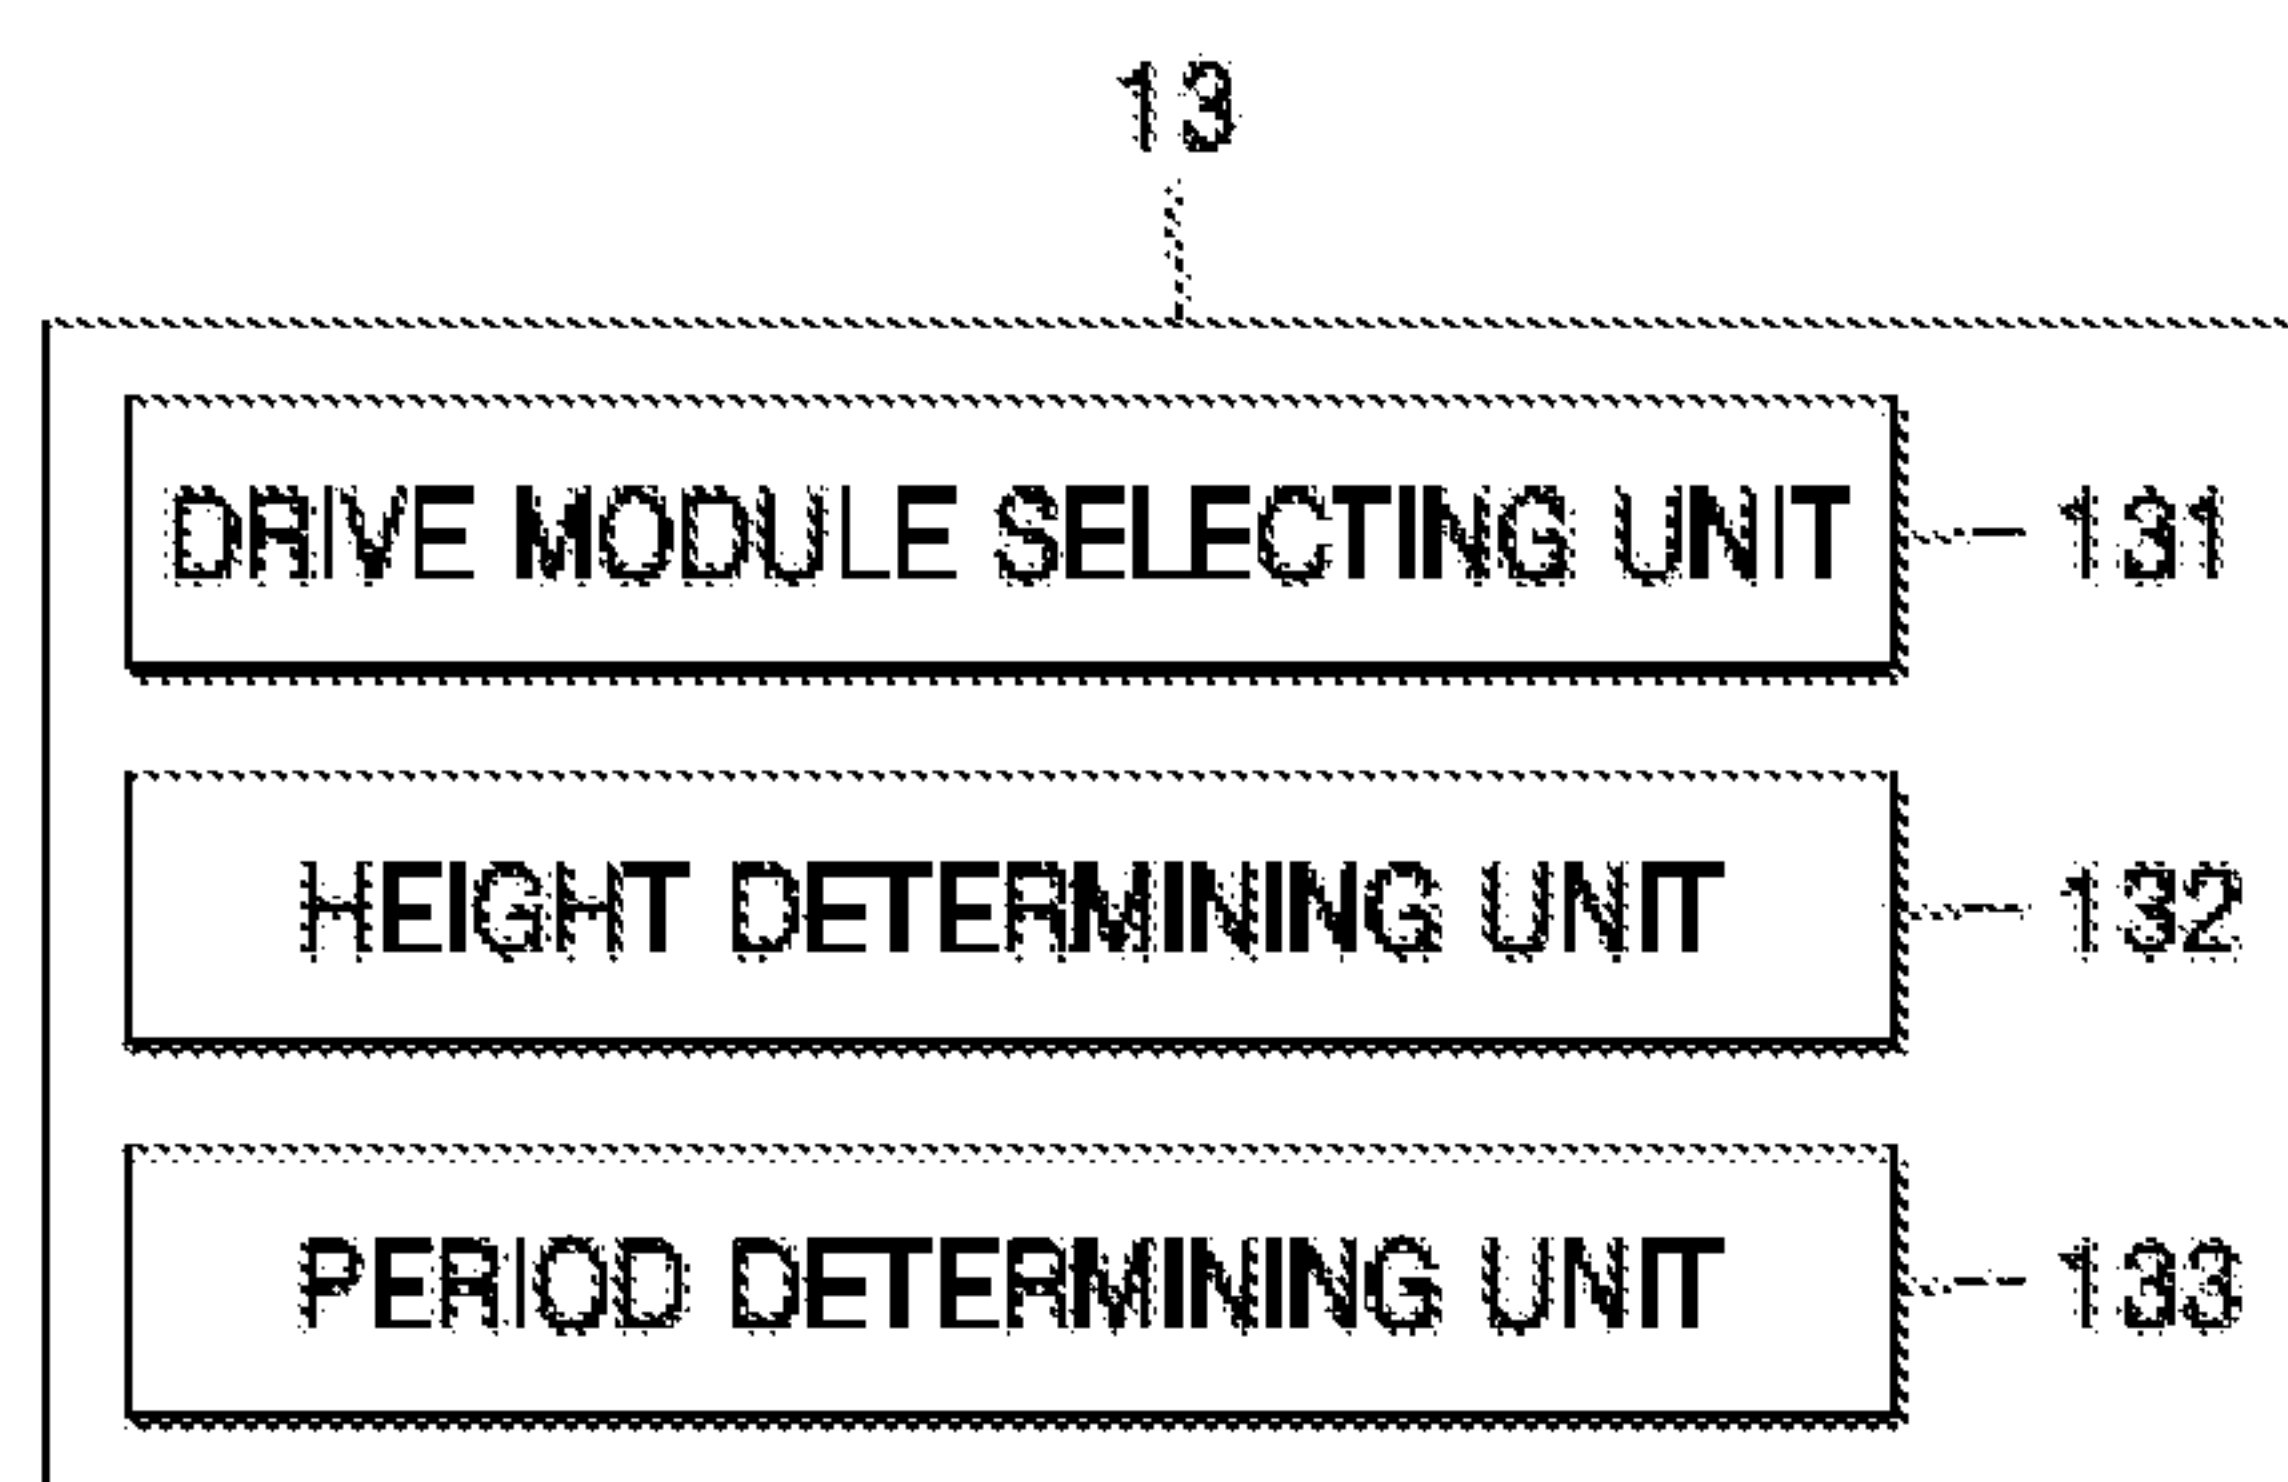 13
DRIVE MODULE SELECTING UNIT 131
HEIGHT DETERMINING UNIT 132
PERIOD DETERMINING UNIT 133